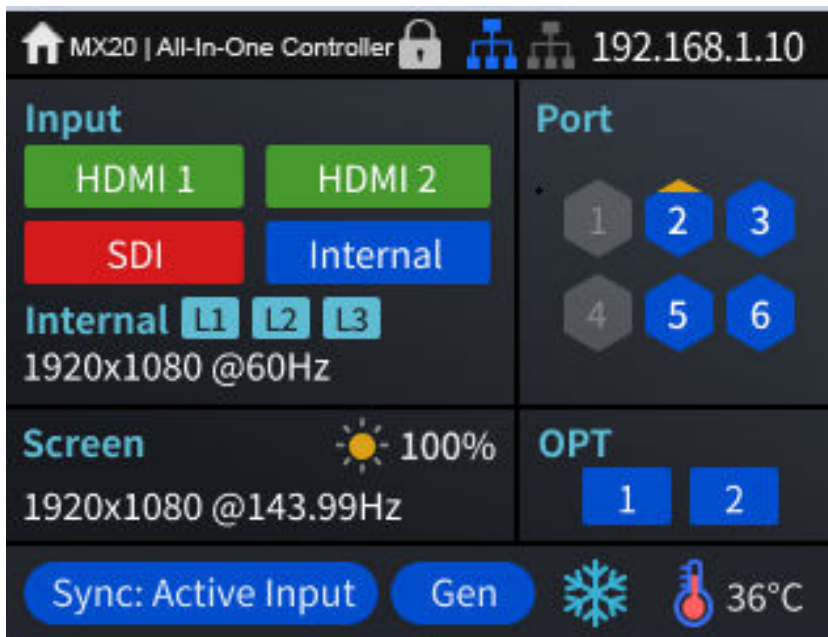 MX20 | All-In-One Controller 192.168.1.10
Input
HDMI 1 HDMI 2
SDI Internal
Internal L1 L2 L3
1920x1080 @60Hz
Port
1 2 3
4 5 6
Screen 100%
1920x1080 @143.99Hz
OPT
1 2
Sync: Active Input Gen 36°C